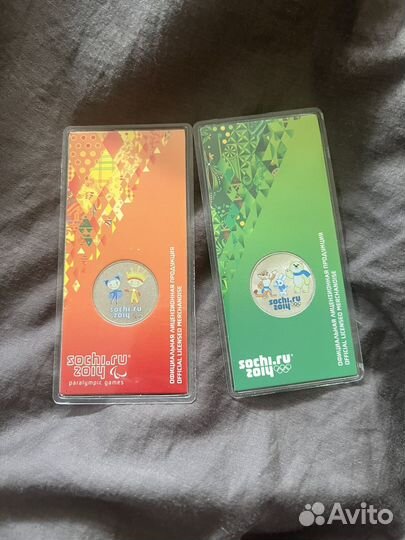 sochi.ru
2014
sochi.ru
2014
paralympic games
ОФИЦИАЛЬНАЯ ЛИЦЕНЗИОННАЯ ПРОДУКЦИЯ
OFFICIAL LICENSED MERCHANDISE
sochi.ru
2014
sochi.ru
2014
ОФИЦИАЛЬНАЯ ЛИЦЕНЗИОННАЯ ПРОДУКЦИЯ
OFFICIAL LICENSED MERCHANDISE
Avito